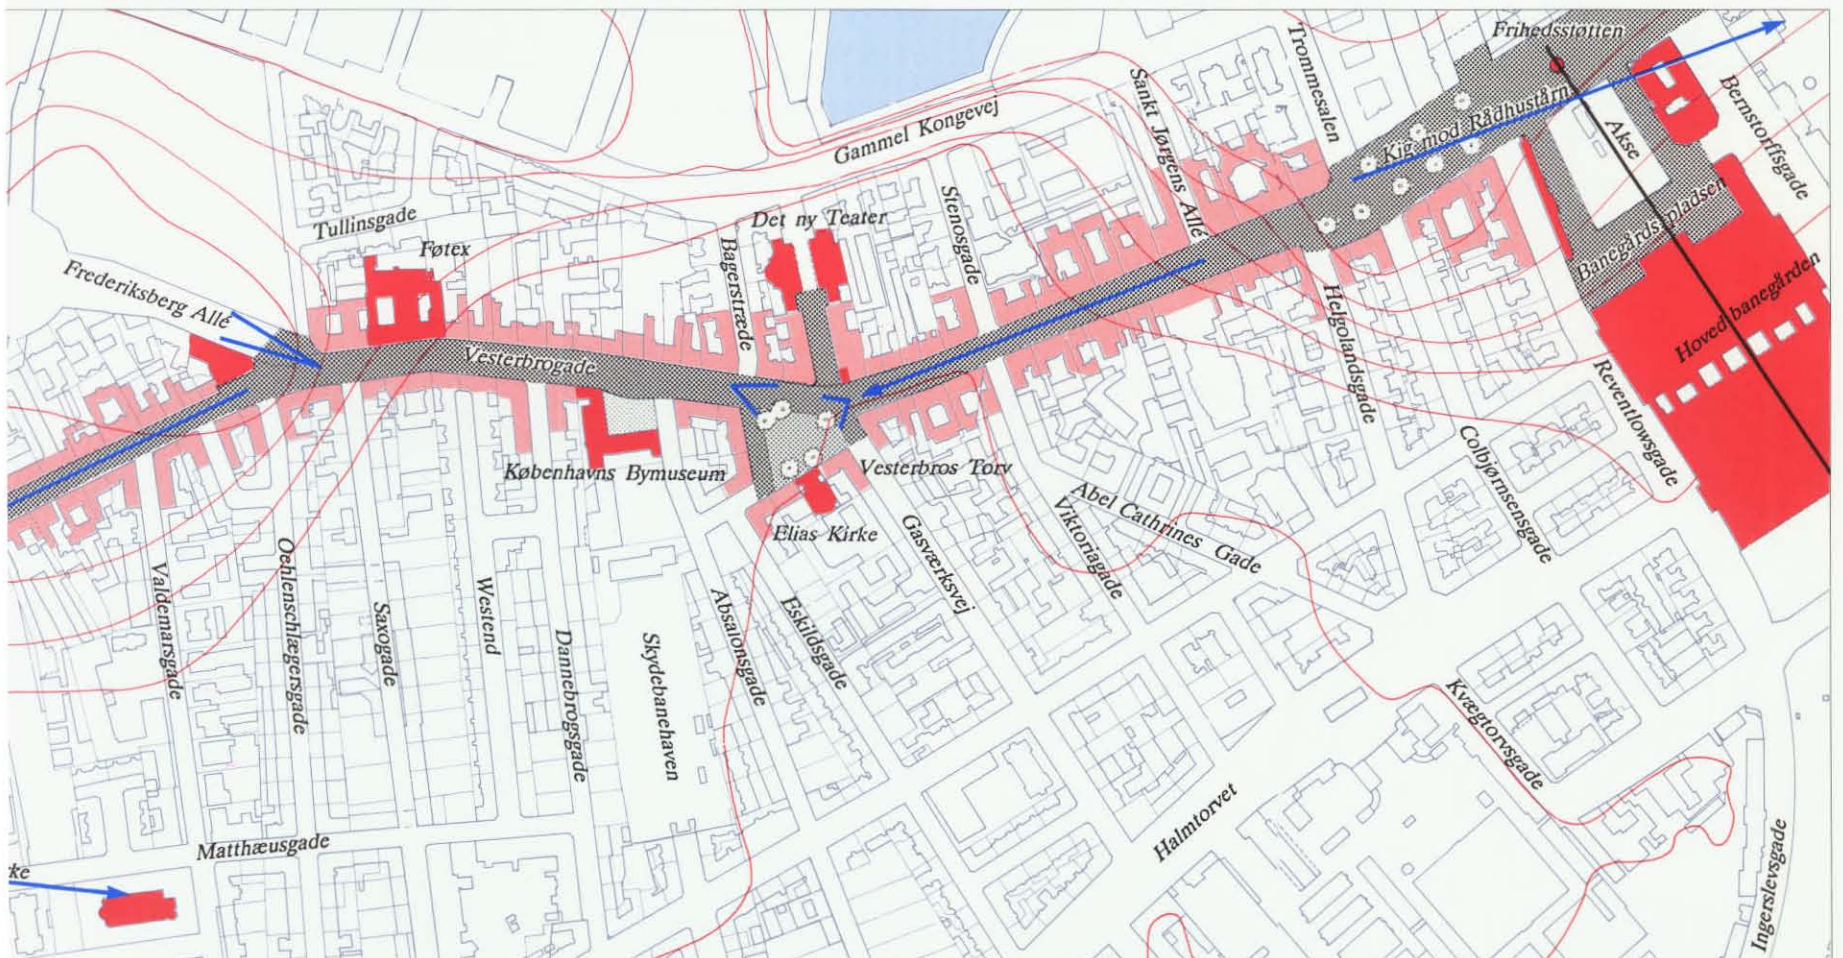 Frihedsstøtten
Trommesalen
Sankt Jørgens Allé
Bernstorffsgade
Gammel Kongevej
Kig mod Rådhustårn
Akse
Stenosgade
Banegårdspladsen
Tullinsgade
Det ny Teater
Føtex
Bagerstræde
Frederiksberg Allé
Hovedbanegården
Helgolandsgade
Vesterbrogade
Reventlowsgade
Københavns Bymuseum
Vesterbros Torv
Colbjørnsensgade
Elias Kirke
Abel Cathrines Gade
Viktoriagade
Gasværksvej
Valdemarsgade
Oehlenschlægersgade
Saxogade
Westend
Dannebrogsgade
Skydebanehaven
Absalonsgade
Eskildsgade
Kvægtorvsgade
Halmtorvet
Matthæusgade
Ingerslevsgade
ke